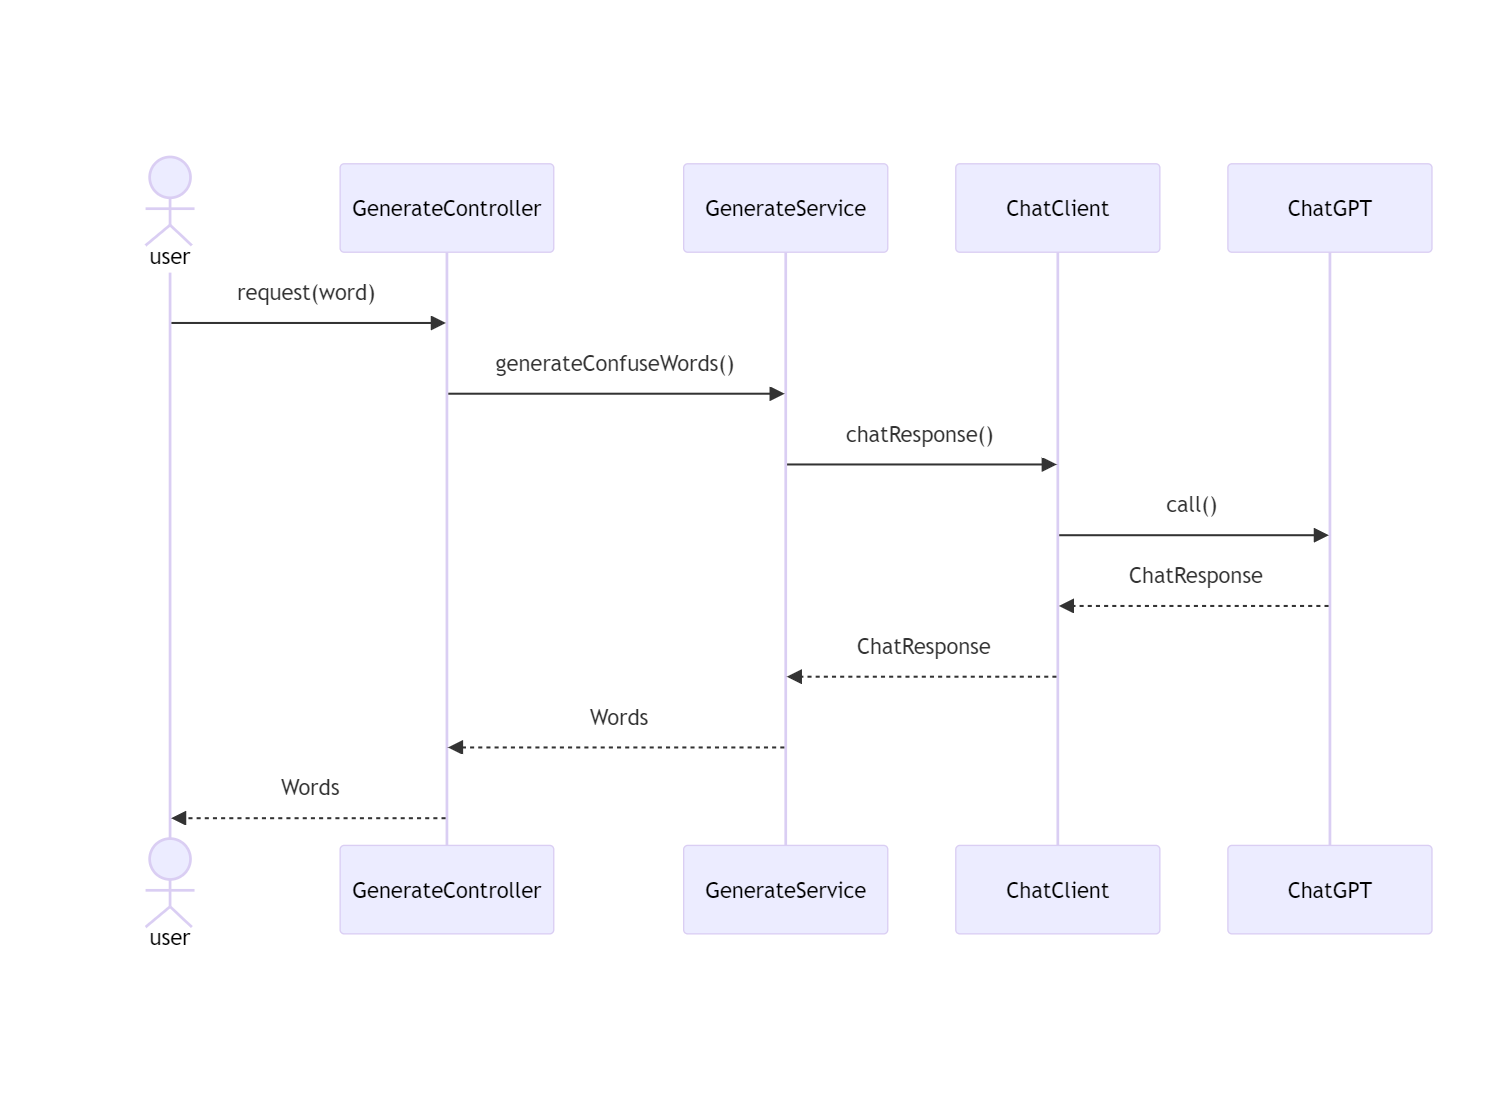 user
GenerateController
GenerateService
ChatClient
ChatGPT
request(word)
generateConfuseWords()
chatResponse()
call()
ChatResponse
ChatResponse
Words
Words
user
GenerateController
GenerateService
ChatClient
ChatGPT